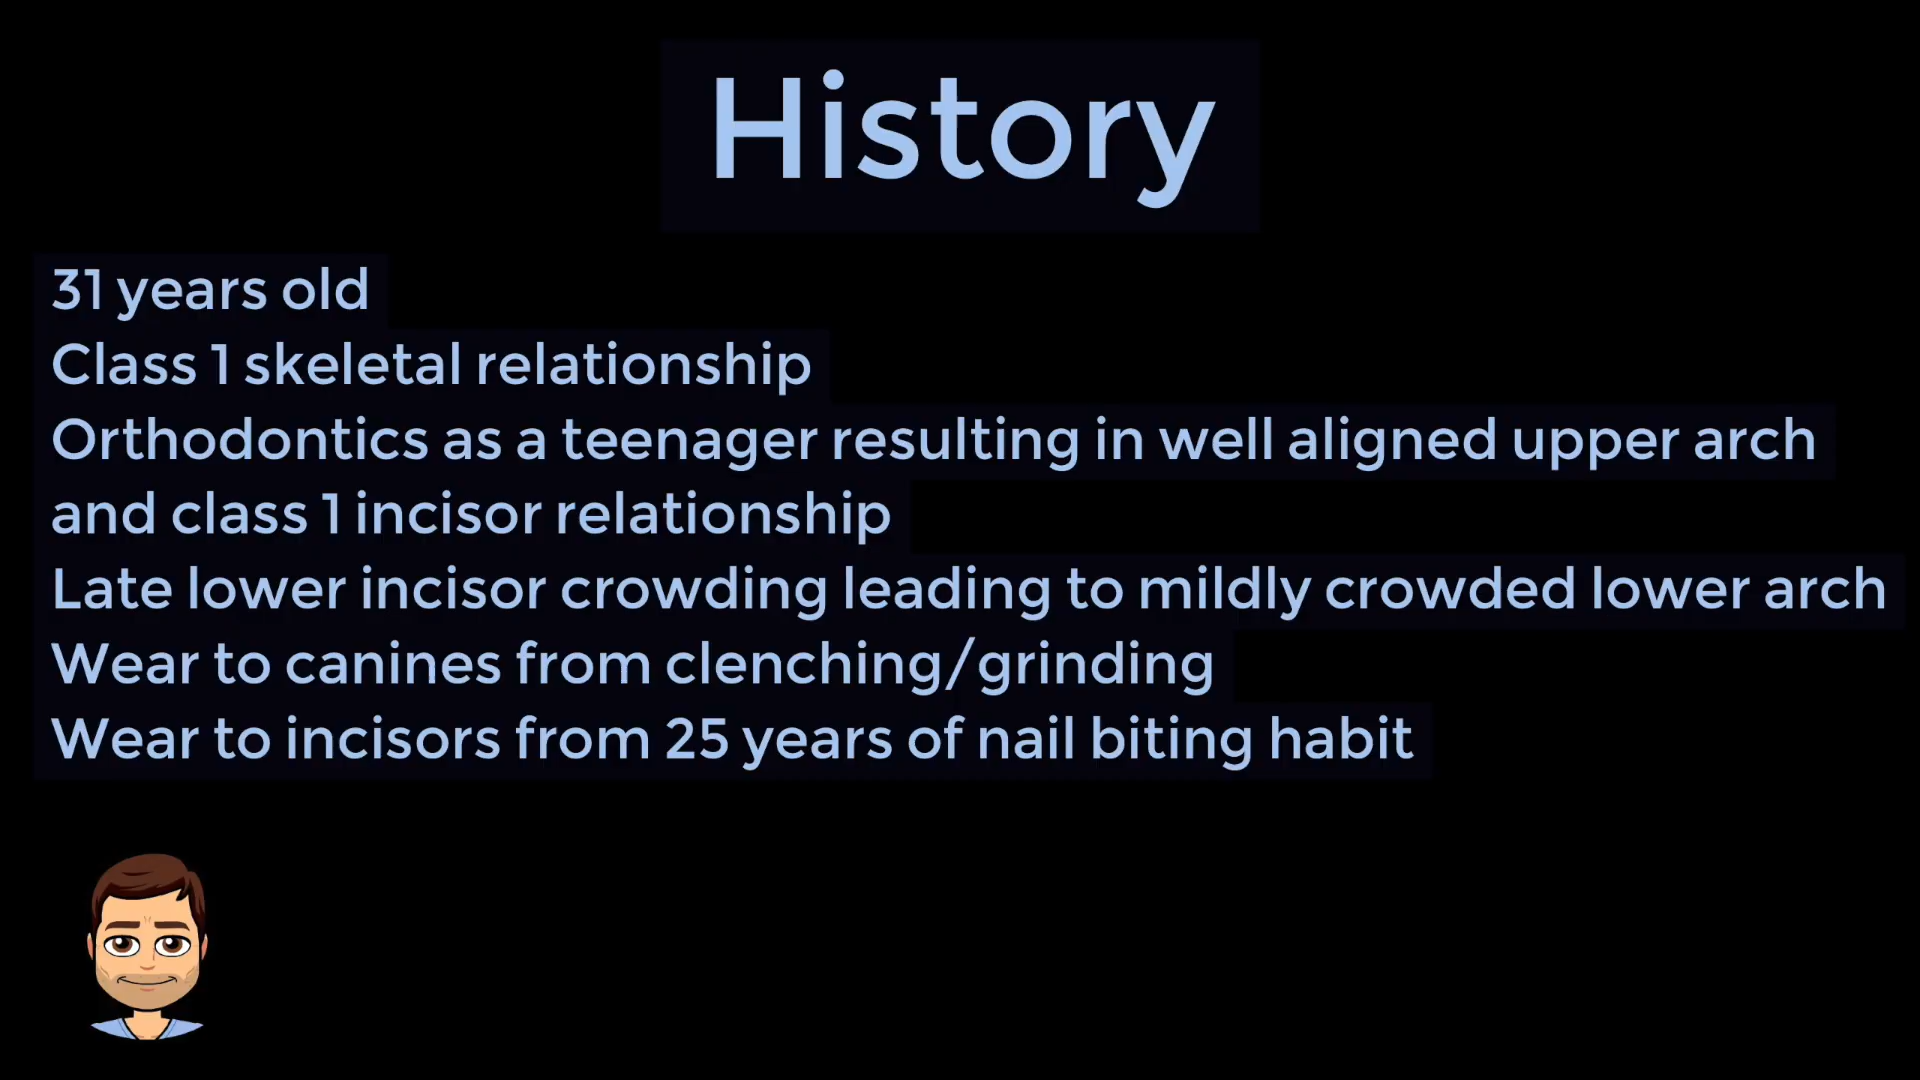 History
31 years old
Class 1 skeletal relationship
Orthodontics as a teenager resulting in well aligned upper arch
and class 1 incisor relationship
Late lower incisor crowding leading to mildly crowded lower arch
Wear to canines from clenching/grinding
Wear to incisors from 25 years of nail biting habit